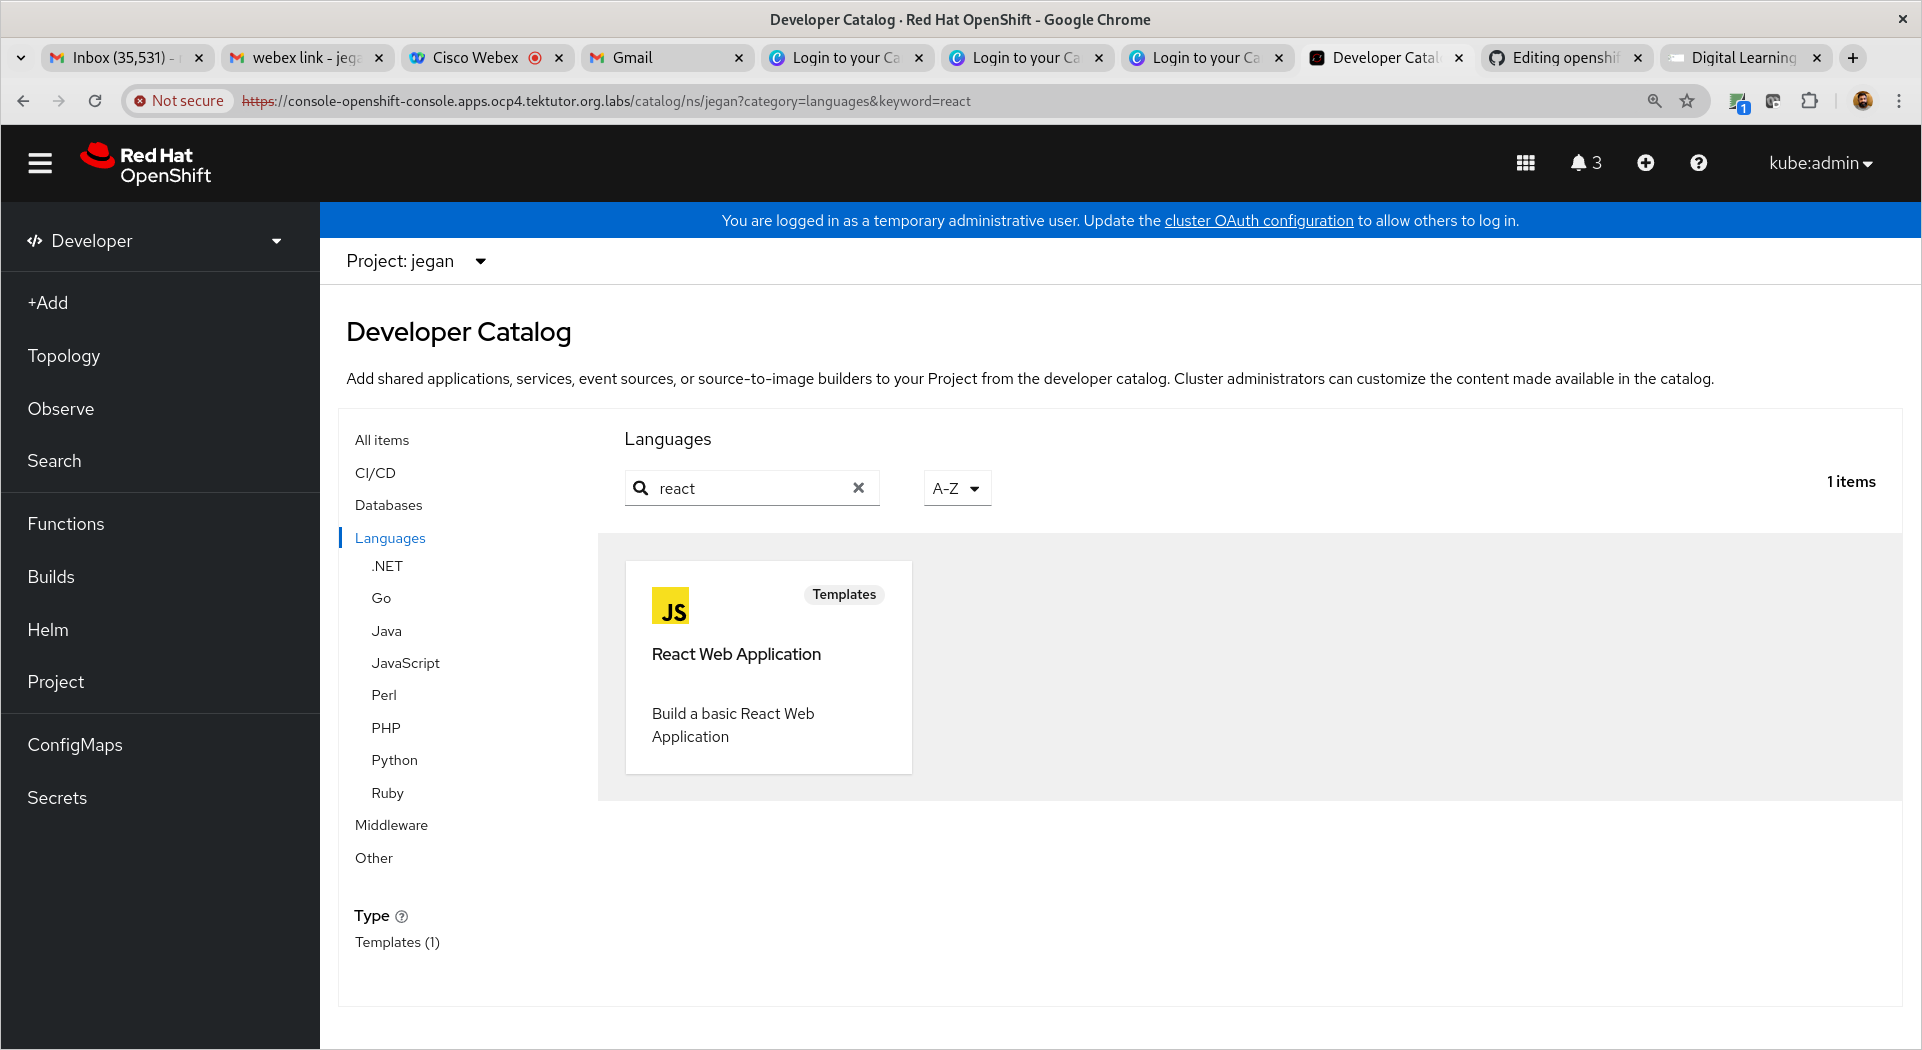 Developer Catalog · Red Hat OpenShift - Google Chrome
Inbox (35,531) -
webex link - jega
Cisco Webex
Gmail
Login to your Ca
Login to your Ca
Login to your Ca
Developer Catal
Editing openshif
Digital Learning
Not secure
https://console-openshift-console.apps.ocp4.tektutor.org.labs/catalog/ns/jegan?category=languages&keyword=react
1
Red Hat
OpenShift
3
kube:admin
You are logged in as a temporary administrative user. Update the cluster OAuth configuration to allow others to log in.
Developer
+Add
Topology
Observe
Search
Functions
Builds
Helm
Project
ConfigMaps
Secrets
Project: jegan
Developer Catalog
Add shared applications, services, event sources, or source-to-image builders to your Project from the developer catalog. Cluster administrators can customize the content made available in the catalog.
All items
CI/CD
Databases
Languages
.NET
Go
Java
JavaScript
Perl
PHP
Python
Ruby
Middleware
Other
Type
Templates (1)
Languages
react
A-Z
1 items
JS
Templates
React Web Application
Build a basic React Web
Application